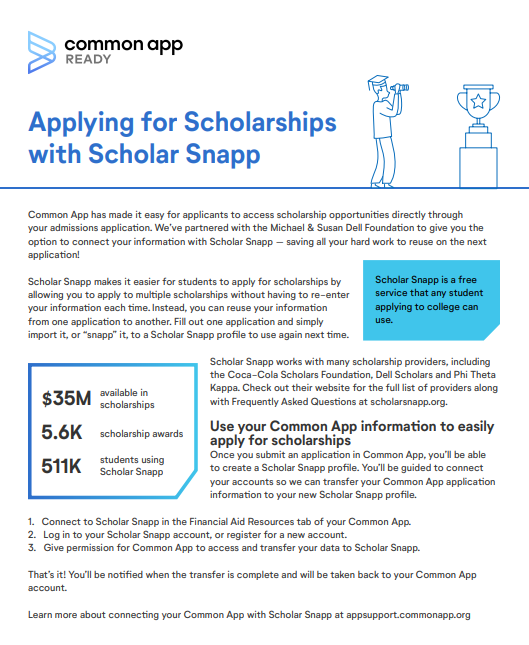 common app
READY
Applying for Scholarships
with Scholar Snapp
Common App has made it easy for applicants to access scholarship opportunities directly through
your admissions application. We've partnered with the Michael & Susan Dell Foundation to give you the
option to connect your information with Scholar Snapp — saving all your hard work to reuse on the next
application!
Scholar Snapp makes it easier for students to apply for scholarships by
allowing you to apply to multiple scholarships without having to re-enter
your information each time. Instead, you can reuse your information
from one application to another. Fill out one application and simply
import it, or “snapp” it, to a Scholar Snapp profile to use again next time.
Scholar Snapp is a free
service that any student
applying to college can
use.
$35M available in
scholarships
5.6K scholarship awards
511K students using
Scholar Snapp
Scholar Snapp works with many scholarship providers, including
the Coca-Cola Scholars Foundation, Dell Scholars and Phi Theta
Kappa. Check out their website for the full list of providers along
with Frequently Asked Questions at scholarsnapp.org.
Use your Common App information to easily
apply for scholarships
Once you submit an application in Common App, you'll be able
to create a Scholar Snapp profile. You'll be guided to connect
your accounts so we can transfer your Common App application
information to your new Scholar Snapp profile.
1. Connect to Scholar Snapp in the Financial Aid Resources tab of your Common App.
2. Log in to your Scholar Snapp account, or register for a new account.
3. Give permission for Common App to access and transfer your data to Scholar Snapp.
That's it! You'll be notified when the transfer is complete and will be taken back to your Common App
account.
Learn more about connecting your Common App with Scholar Snapp at appsupport.commonapp.org